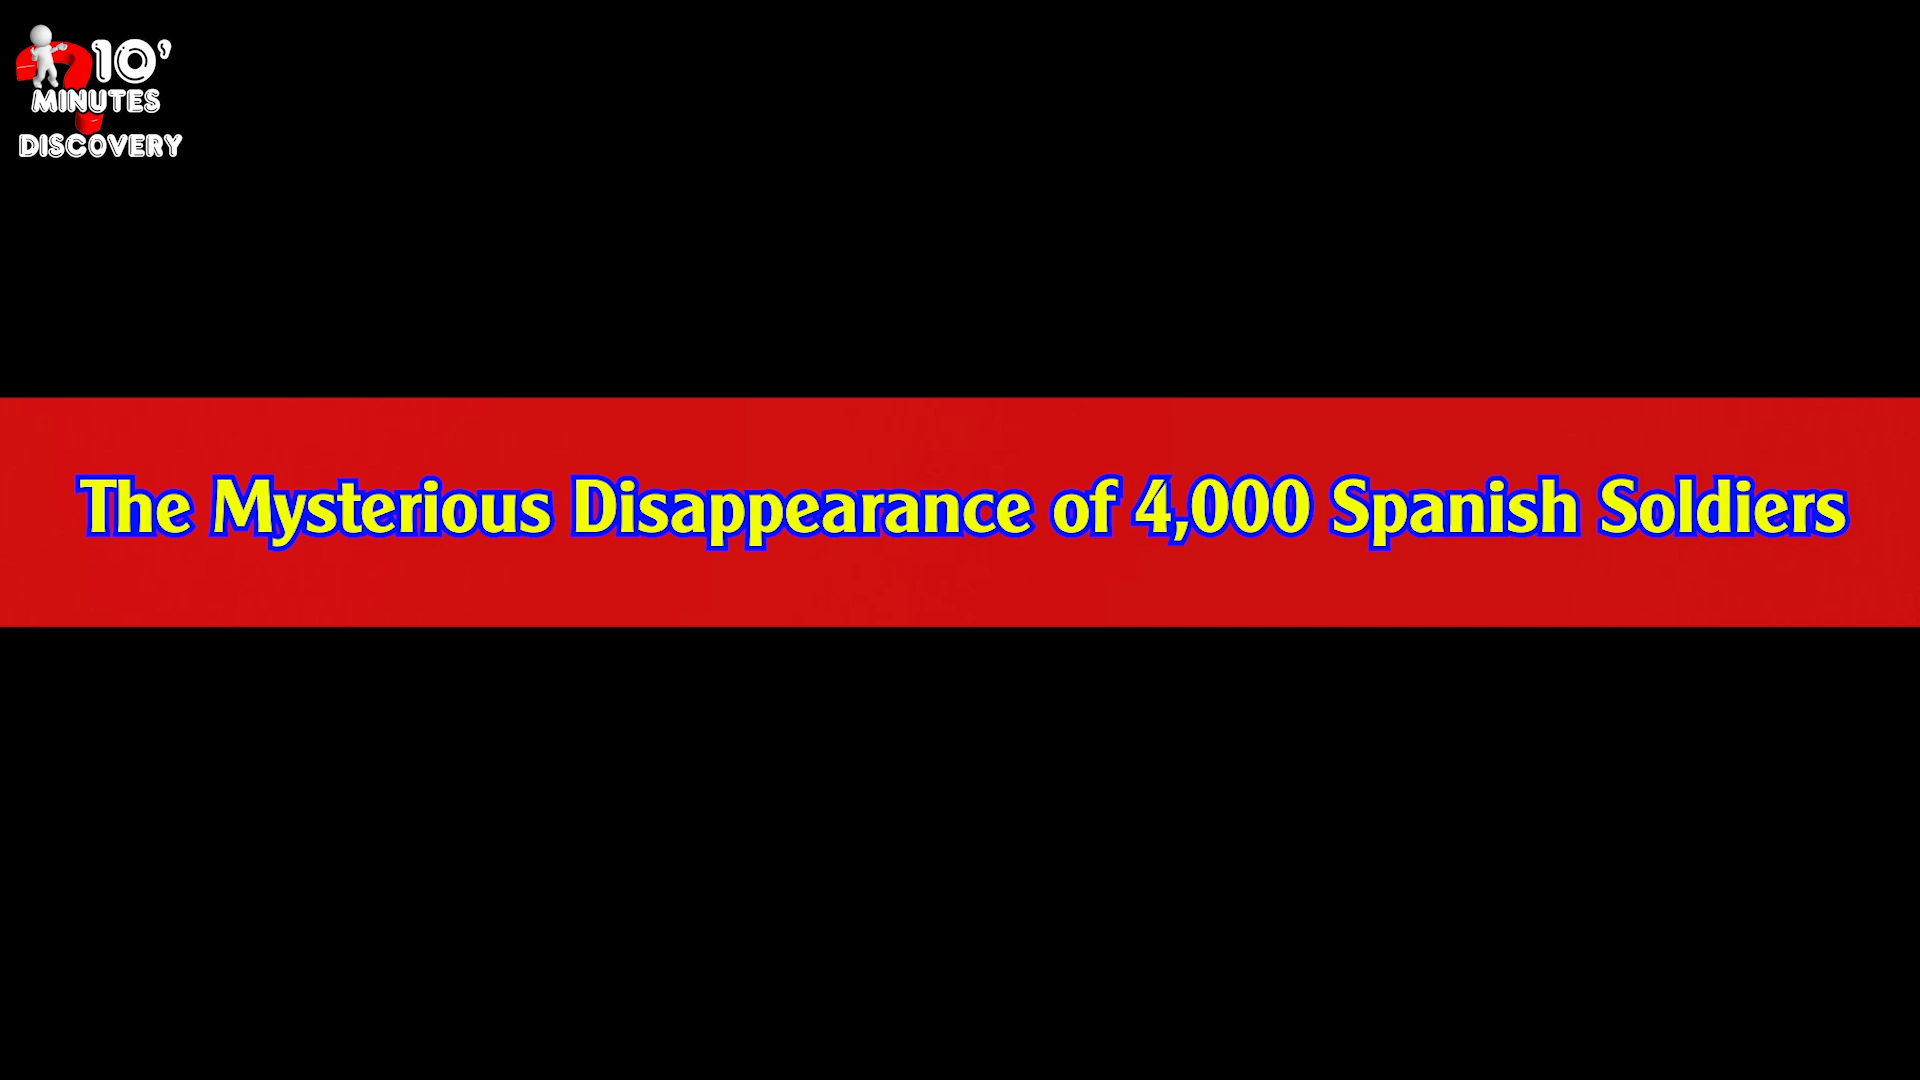 10'
MINUTES
DISCOVERY
The Mysterious Disappearance of 4,000 Spanish Soldiers